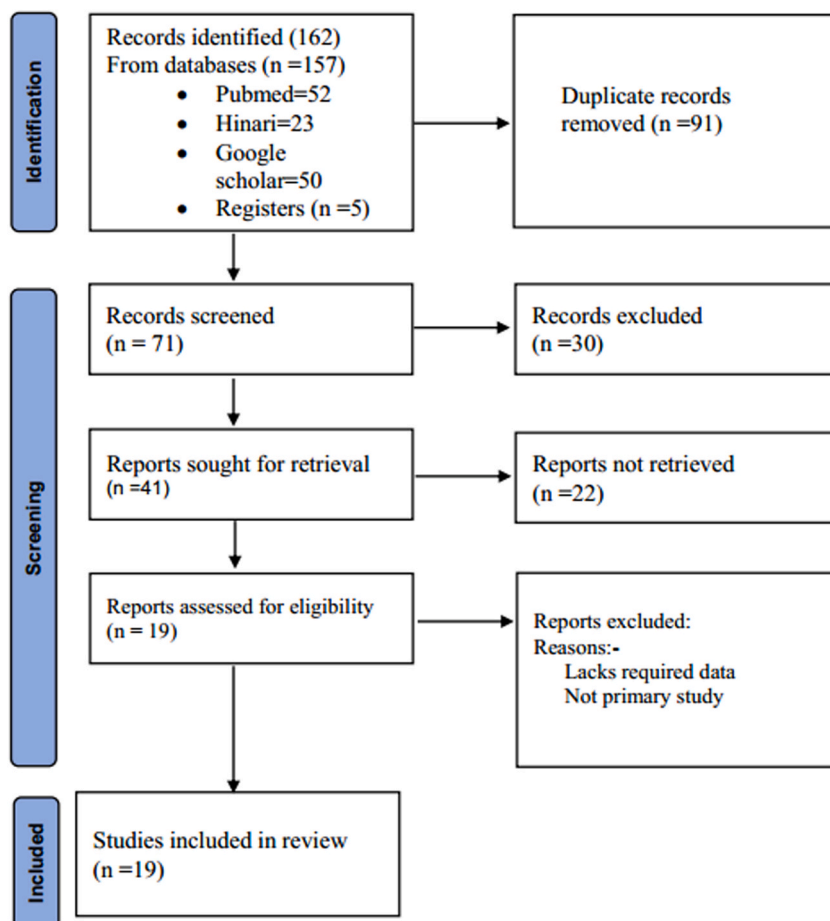 Identification
Records identified (162)
From databases (n =157)
• Pubmed=52
• Hinari=23
• Google
scholar=50
• Registers (n =5)
Duplicate records
removed (n =91)
Screening
Records screened
(n = 71)
Records excluded
(n =30)
Reports sought for retrieval
(n =41)
Reports not retrieved
(n =22)
Reports assessed for eligibility
(n = 19)
Reports excluded:
Reasons:-
Lacks required data
Not primary study
Included
Studies included in review
(n =19)